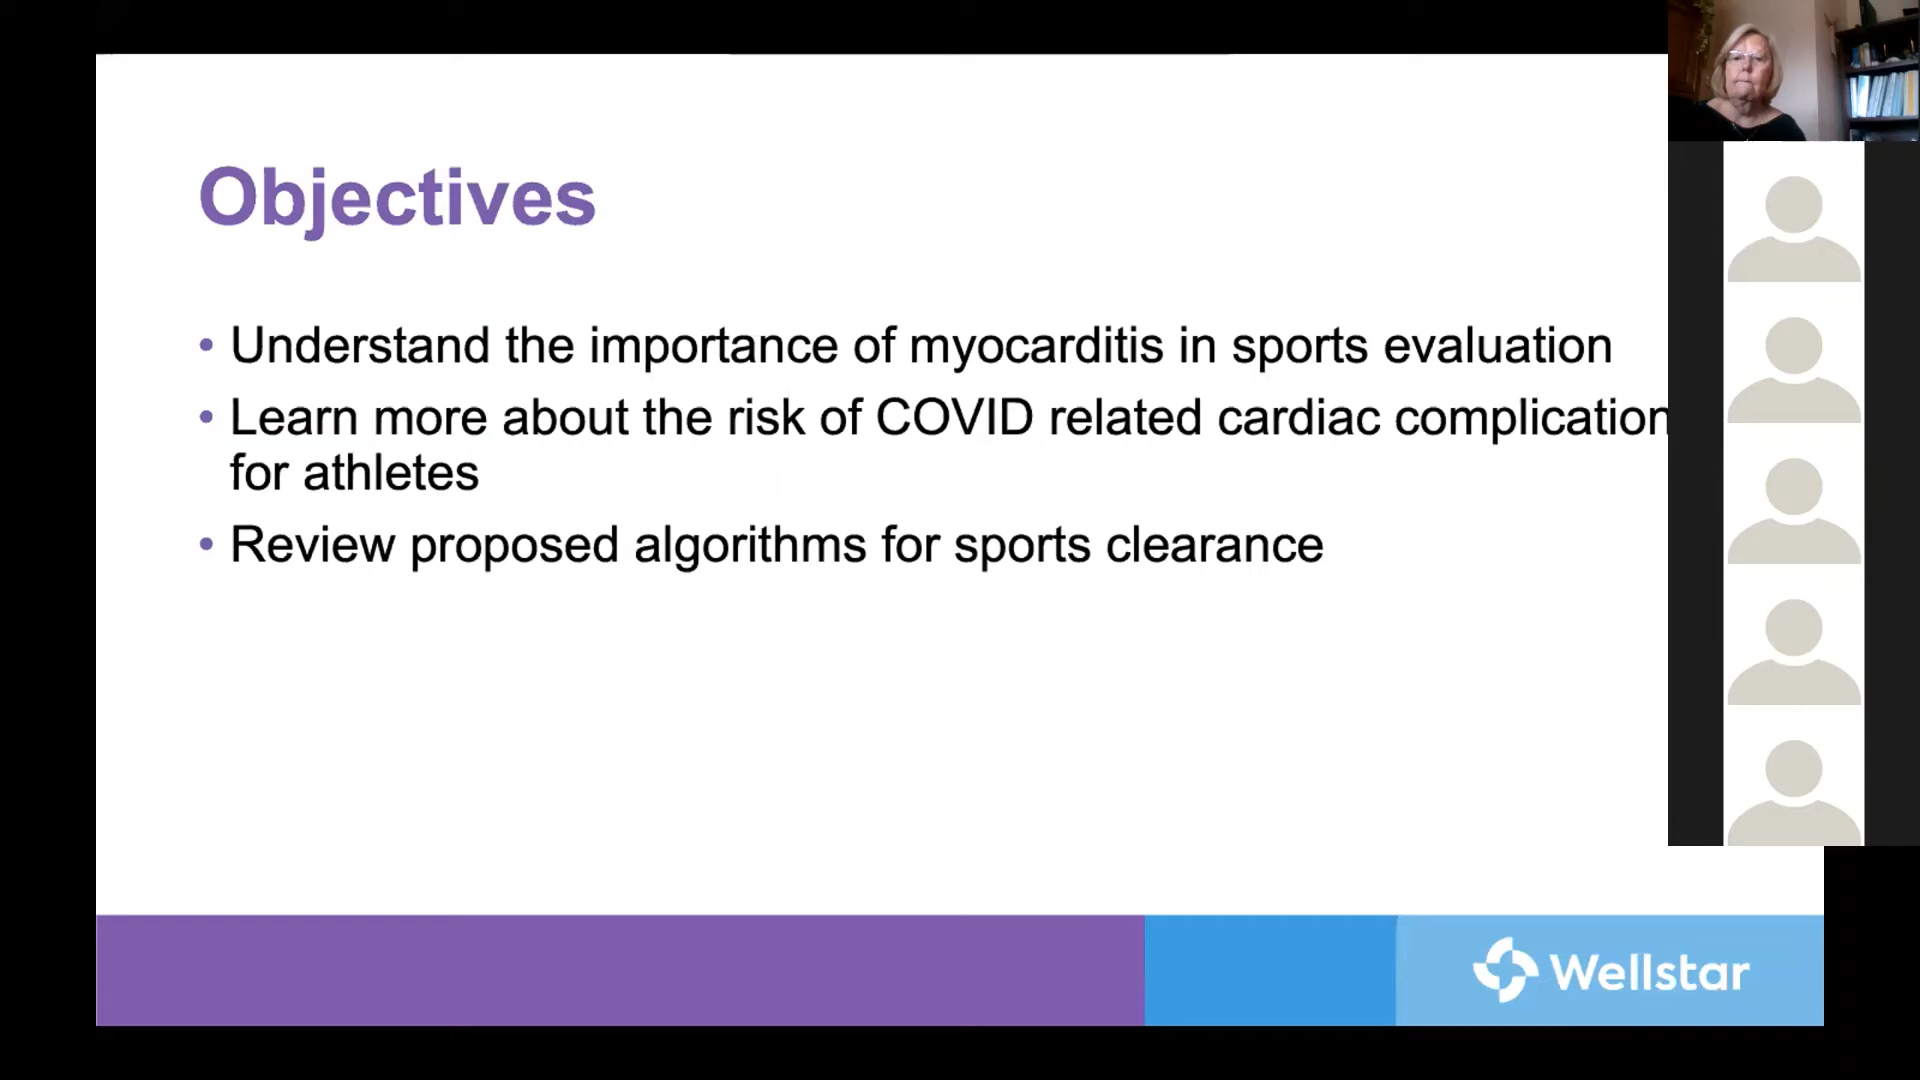 Objectives
• Understand the importance of myocarditis in sports evaluation
• Learn more about the risk of COVID related cardiac complication
for athletes
• Review proposed algorithms for sports clearance
Wellstar